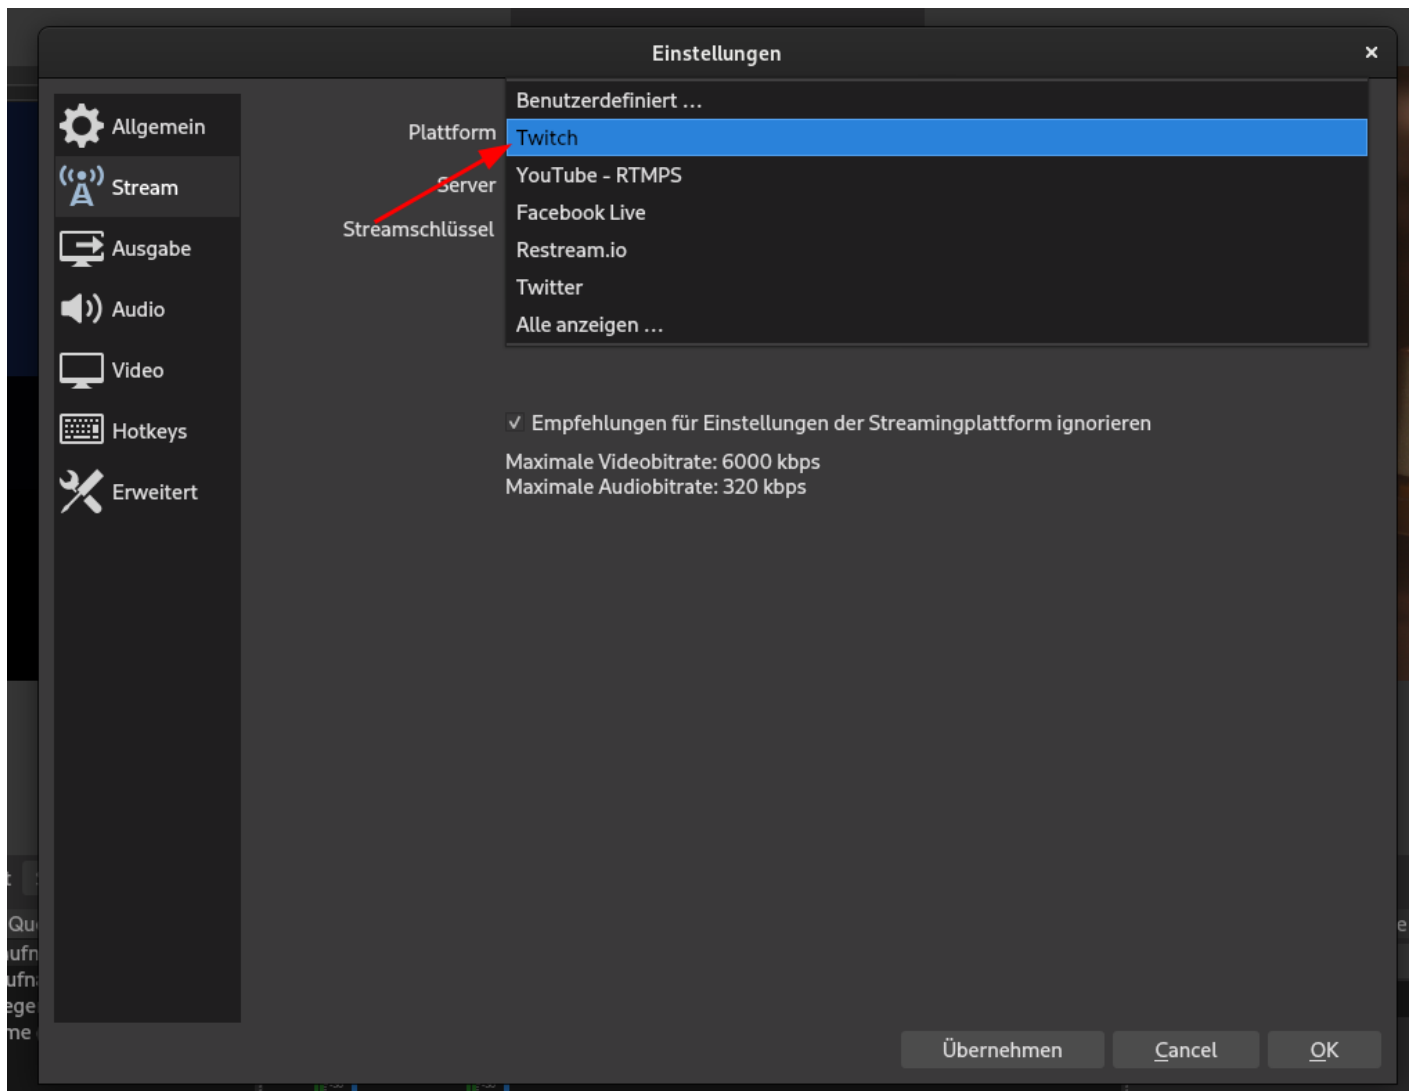 Einstellungen
Allgemein
Stream
Ausgabe
Audio
Video
Hotkeys
Erweitert
Plattform
Server
Streamschlüssel
Benutzerdefiniert ...
Twitch
YouTube - RTMPS
Facebook Live
Restream.io
Twitter
Alle anzeigen ...
Empfehlungen für Einstellungen der Streamingplattform ignorieren
Maximale Videobitrate: 6000 kbps
Maximale Audiobitrate: 320 kbps
Übernehmen
Cancel
OK